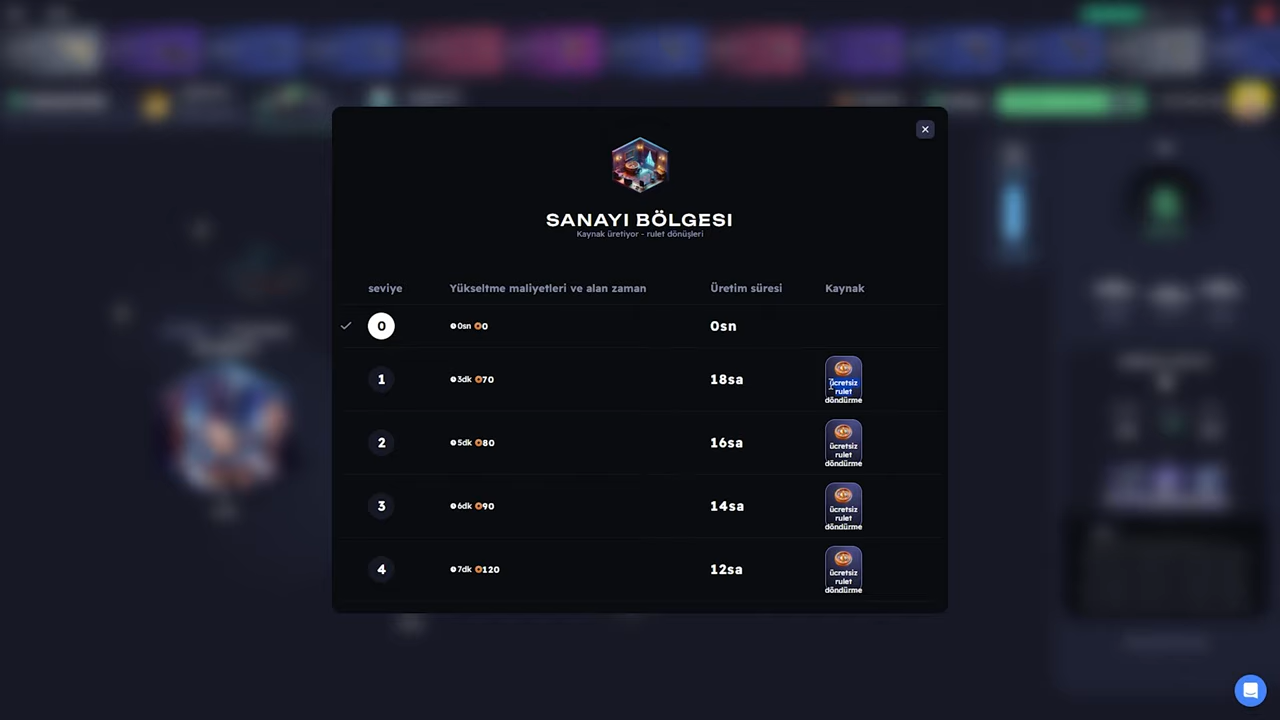 SANAYI BÖLGESI
Kaynak üretiyor - rulet dönüşleri
seviye Yükseltme maliyetleri ve alan zaman Üretim süresi Kaynak
0 0sn 0 0sn
1 3dk 70 18sa
ücretsiz
rulet
döndürme
2 5dk 80 16sa
ücretsiz
rulet
döndürme
3 6dk 90 14sa
ücretsiz
rulet
döndürme
4 7dk 120 12sa
ücretsiz
rulet
döndürme